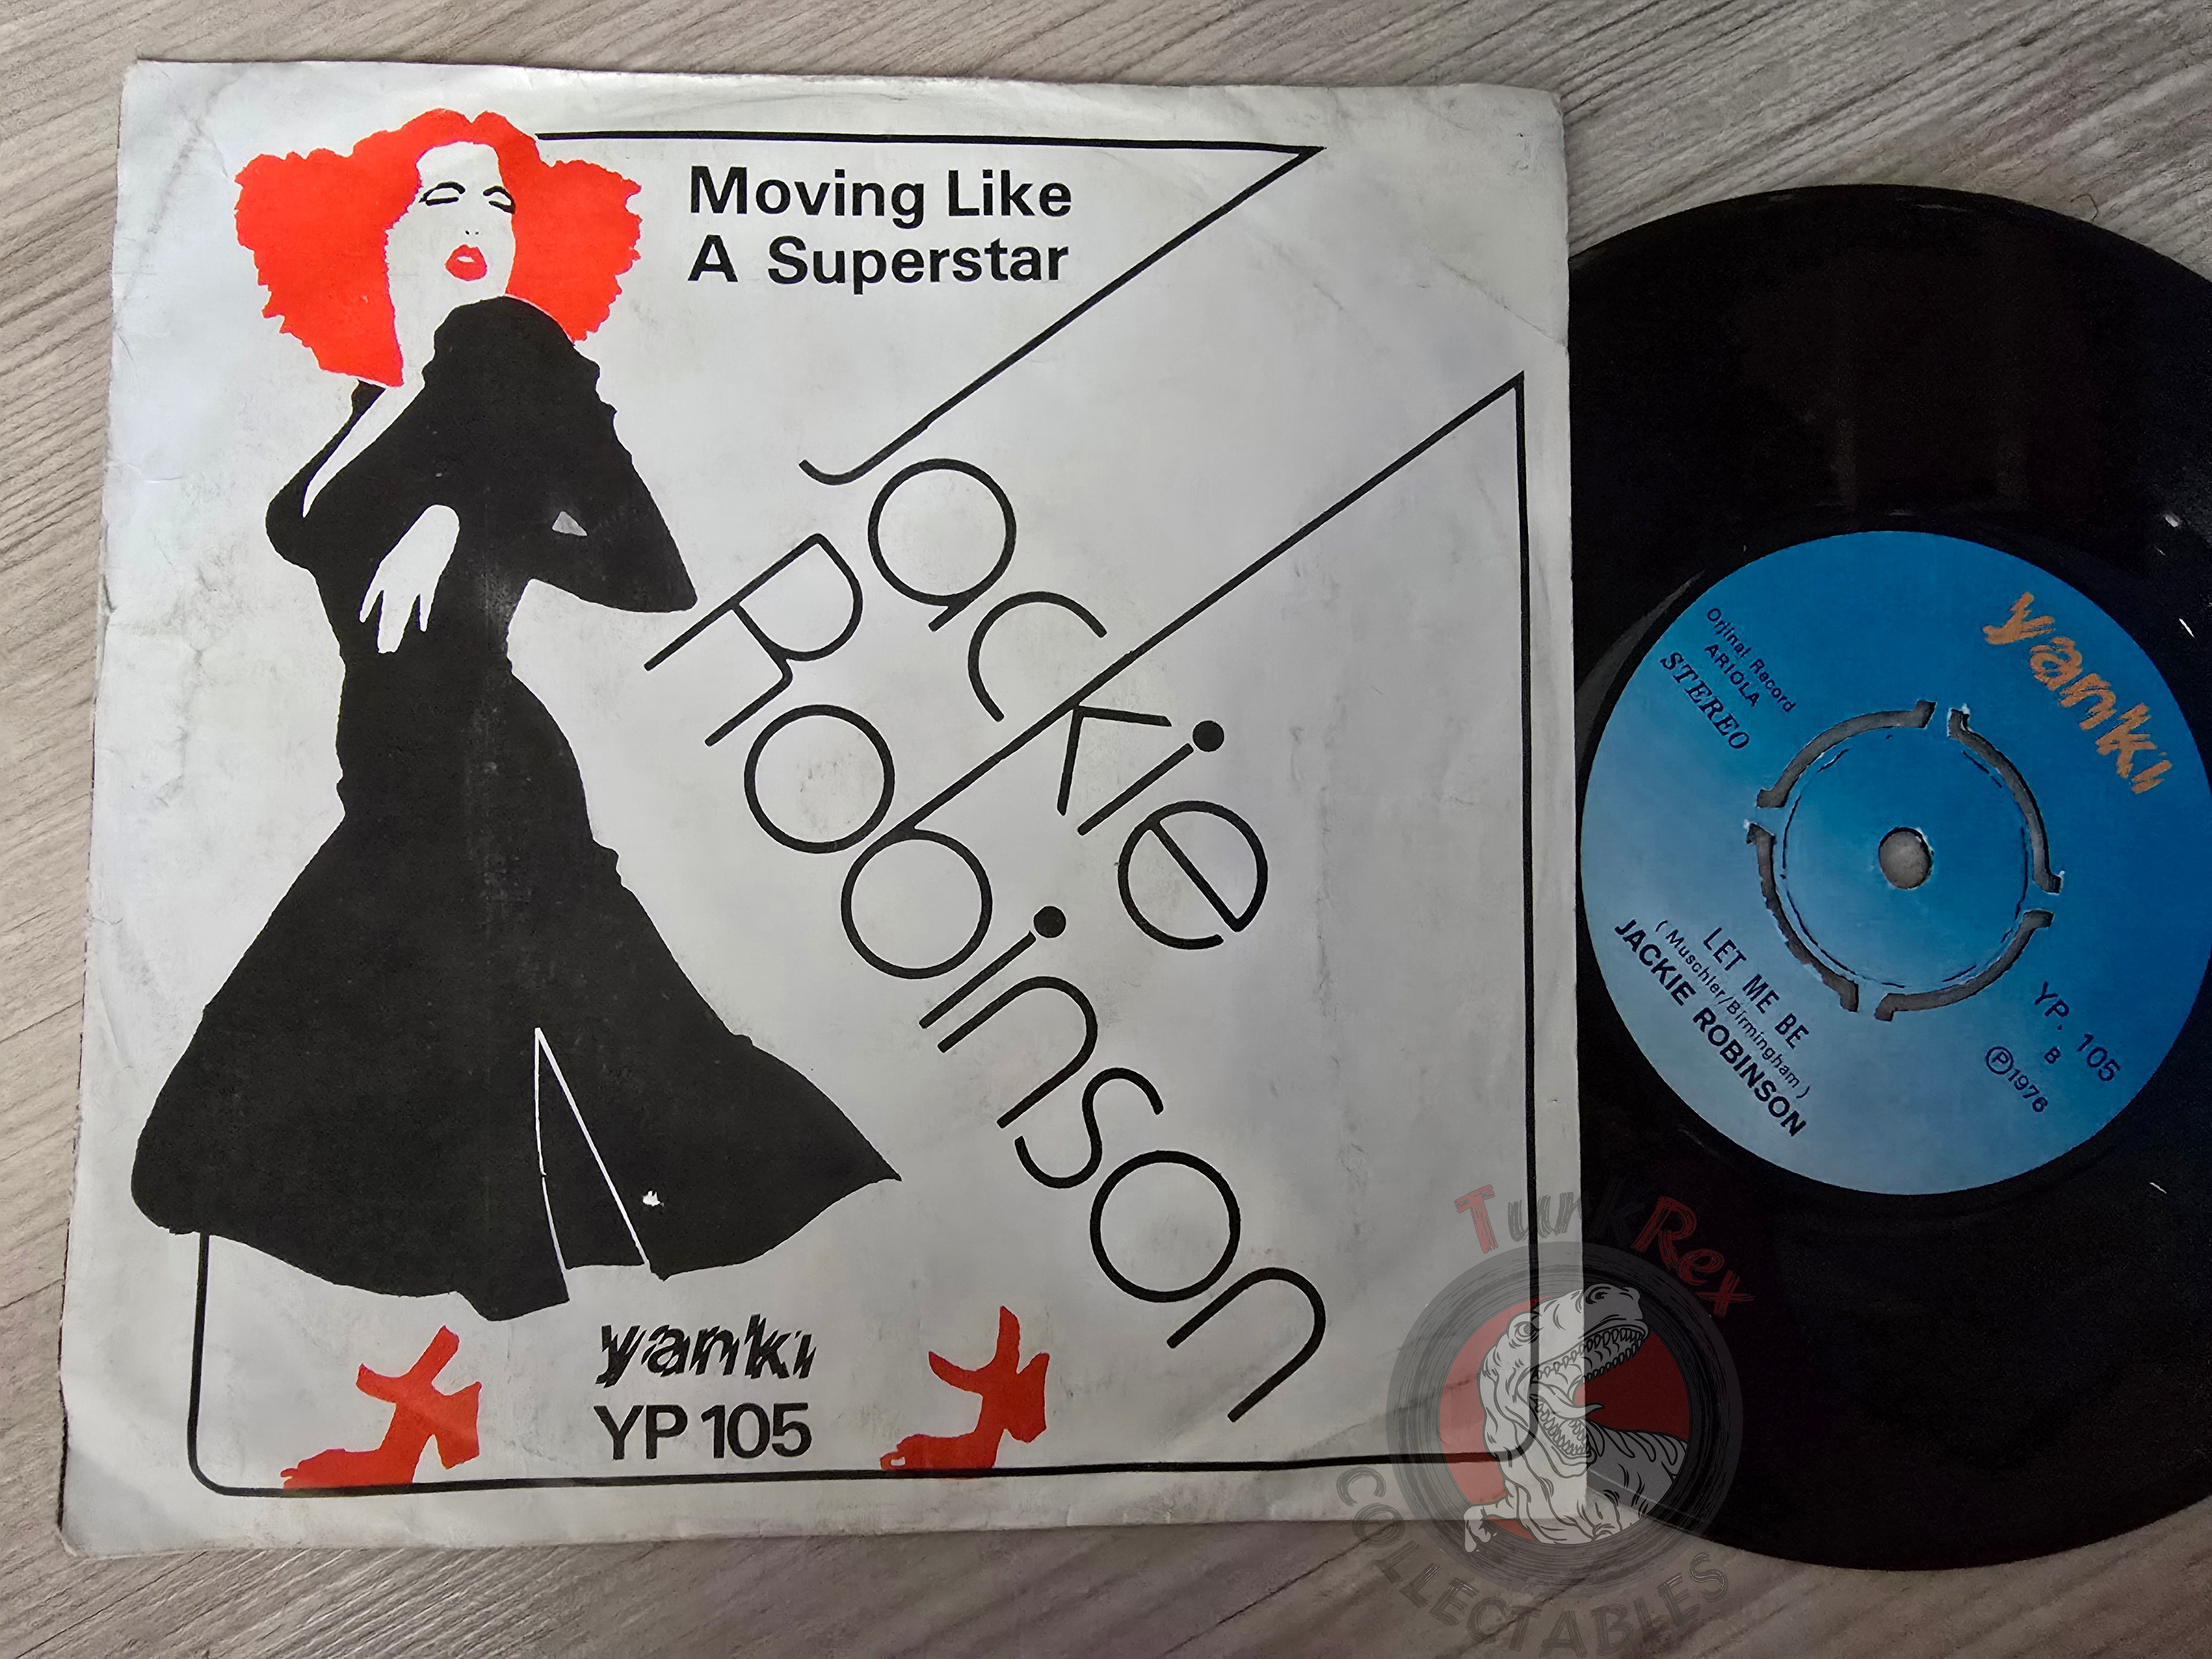 Moving Like
A Superstar
Jackie
Robinson
yanki
YP 105
yanki
Orjinal Record
ARIOLA
STEREO
YP. 105
B
Ⓟ1976
LET ME BE
( Muschler/Birmingham )
JACKIE ROBINSON
TurkRex
COLLECTABLES